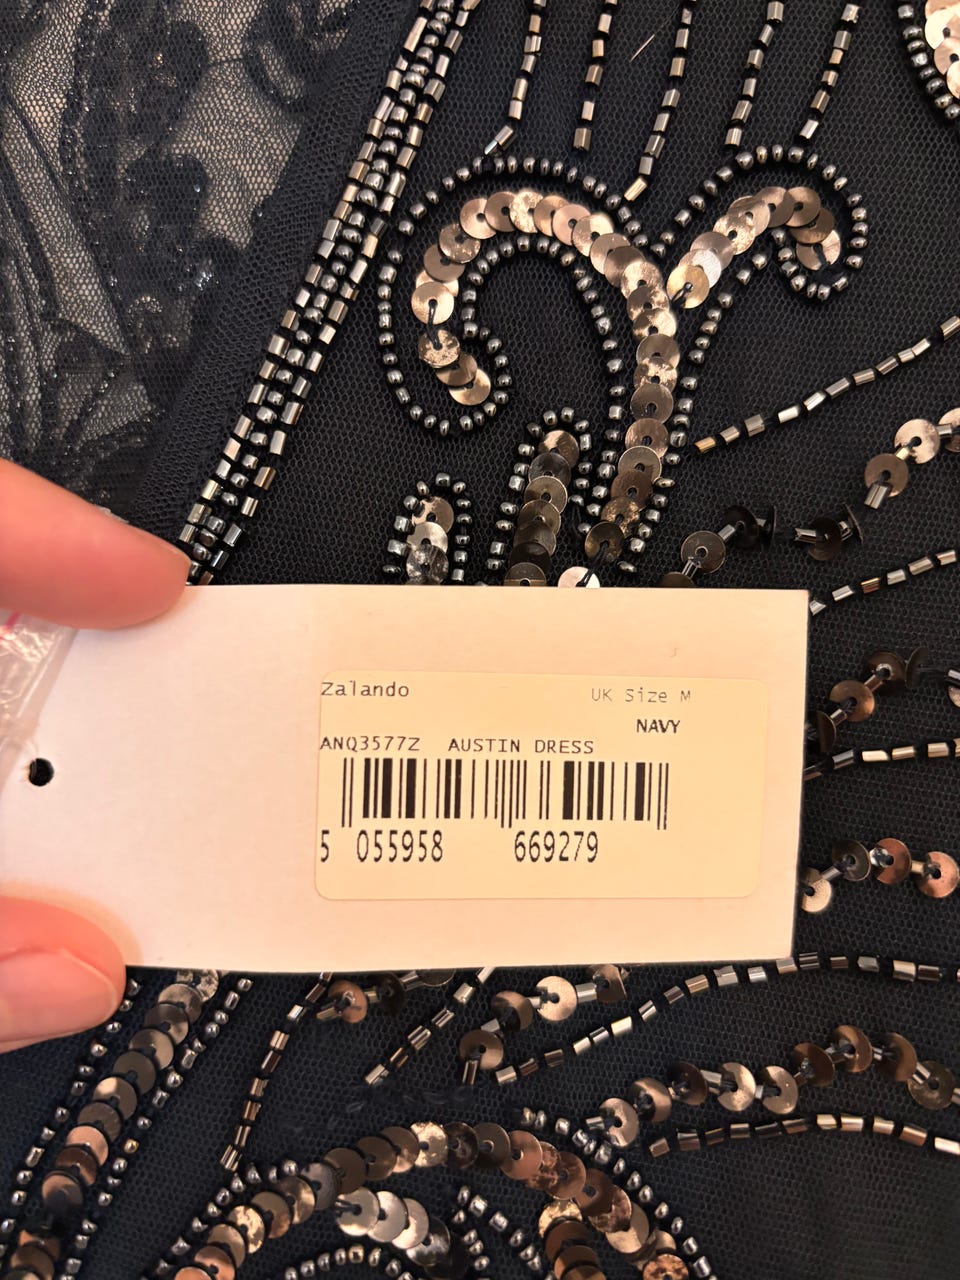 Zalando UK Size M
NAVY
ANQ3577Z AUSTIN DRESS
5 055958 669279